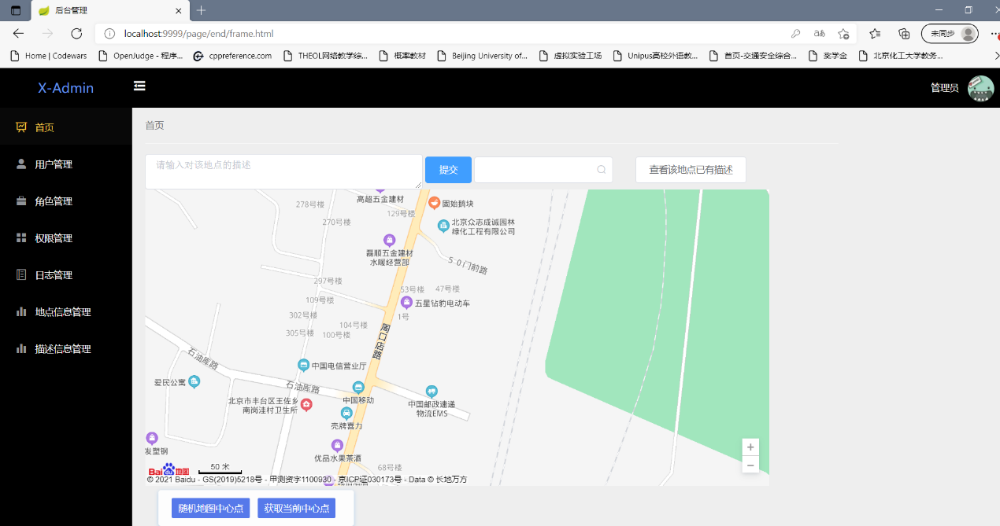 后台管理
localhost:9999/page/end/frame.html
aあ
未同步
Home | Codewars
OpenJudge - 程序...
cppreference.com
THEOL网络教学综...
概率教材
Beijing University of...
虚拟实验工场
Unipus高校外语教...
首页-交通安全综合...
奖学金
北京化工大学教务...
X-Admin
管理员
首页
用户管理
角色管理
权限管理
日志管理
地点信息管理
描述信息管理
首页
请输入对该地点的描述
提交
查看该地点已有描述
278号楼
高超五金建材
固始鹅块
129号楼
270号楼
北京众志成诚园林
绿化工程有限公司
磊顺五金建材
水暖经营部
S-0门前路
297号楼
53号楼
47号楼
109号楼
五星钻豹电动车
302号楼
1号
104号楼
305号楼
100号楼
周口店路
石油库路
中国电信营业厅
爱民公寓
石油库路
北京市丰台区王佐乡
南岗洼村卫生所
中国移动
中国邮政速递
物流EMS
亮牌喜力
发塑钢
优品水果茶酒
68号楼
Bai du 地图
50 米
© 2021 Baidu - GS(2019)5218号 - 甲测资字1100930 - 京ICP证030173号 - Data © 长地万方
+
−
随机地图中心点
获取当前中心点